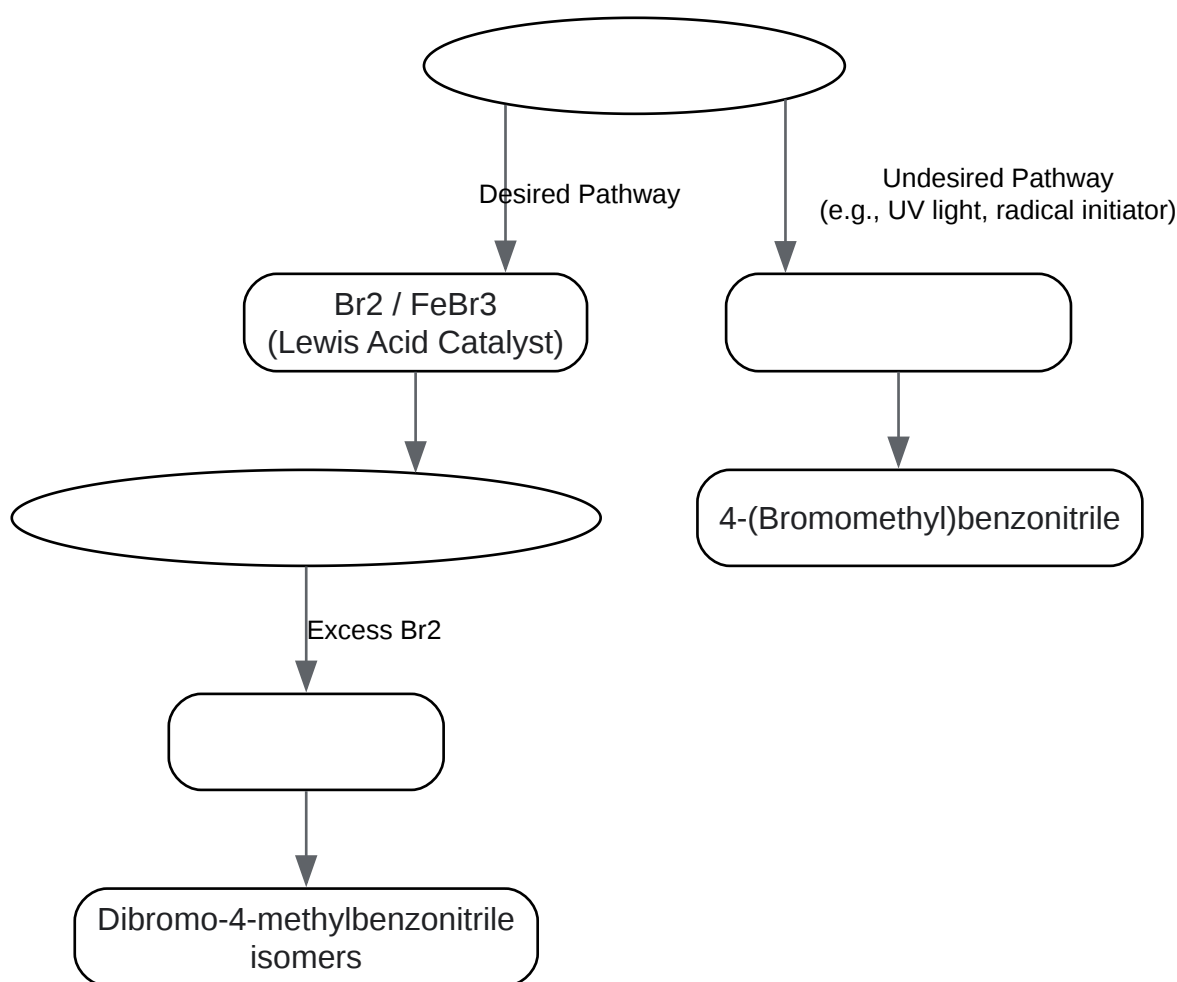 Desired Pathway
Undesired Pathway
(e.g., UV light, radical initiator)
Br2 / FeBr3
(Lewis Acid Catalyst)
4-(Bromomethyl)benzonitrile
Excess Br2
Dibromo-4-methylbenzonitrile
isomers